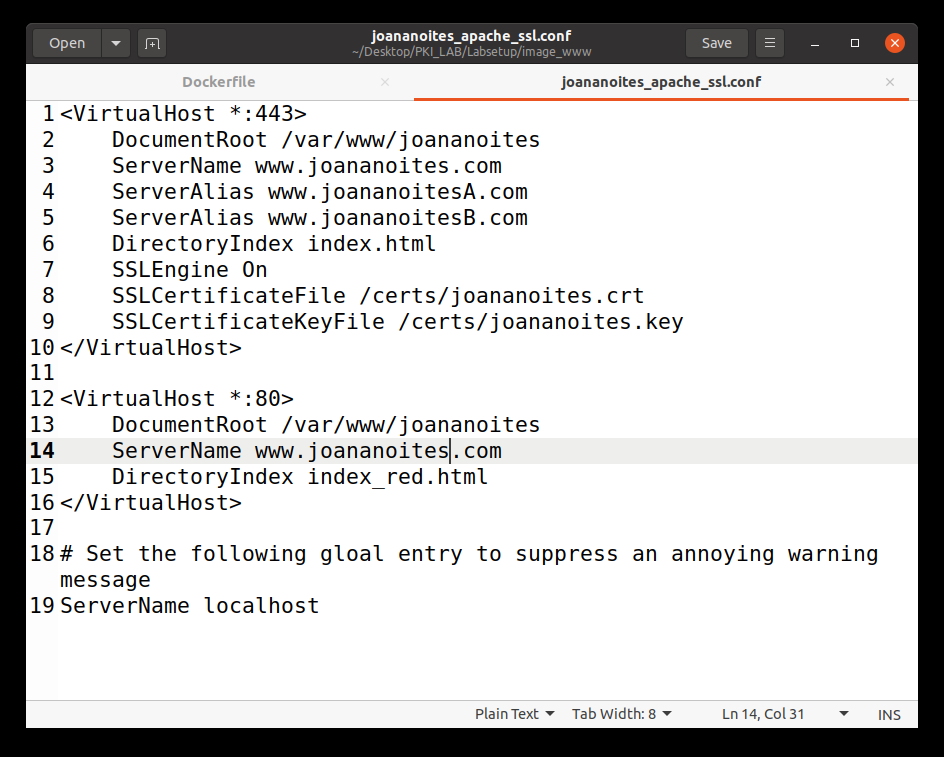 Open
joananoites_apache_ssl.conf
~/Desktop/PKI_LAB/Labsetup/image_www
Save
Dockerfile
joananoites_apache_ssl.conf
1 <VirtualHost *:443>
2     DocumentRoot /var/www/joananoites
3     ServerName www.joananoites.com
4     ServerAlias www.joananoitesA.com
5     ServerAlias www.joananoitesB.com
6     DirectoryIndex index.html
7     SSLEngine On
8     SSLCertificateFile /certs/joananoites.crt
9     SSLCertificateKeyFile /certs/joananoites.key
10 </VirtualHost>
11
12 <VirtualHost *:80>
13     DocumentRoot /var/www/joananoites
14     ServerName www.joananoites.com
15     DirectoryIndex index_red.html
16 </VirtualHost>
17
18 # Set the following gloal entry to suppress an annoying warning
message
19 ServerName localhost
Plain Text Tab Width: 8 Ln 14, Col 31 INS